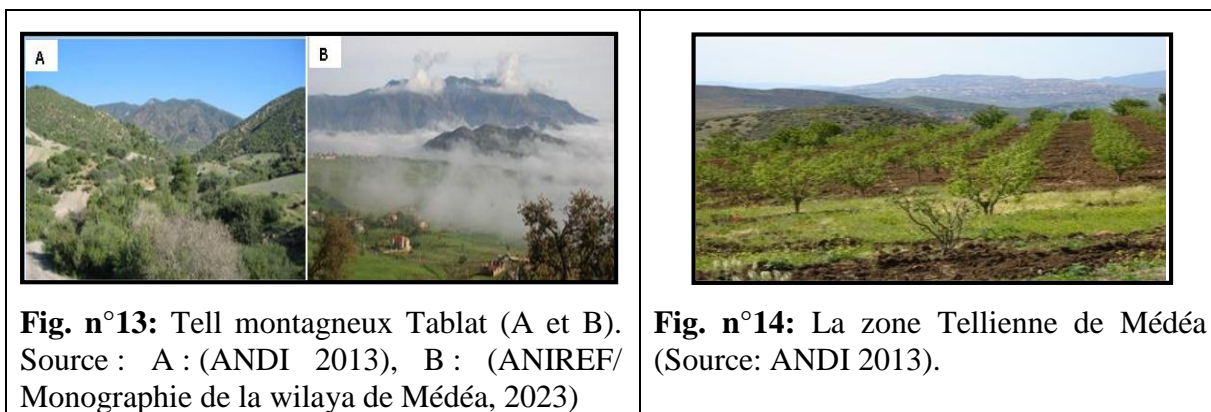 A
B
Fig. n°13: Tell montagneux Tablat (A et B).
Source : A : (ANDI 2013), B : (ANIREF/
Monographie de la wilaya de Médéa, 2023)
Fig. n°14: La zone Tellienne de Médéa
(Source: ANDI 2013).